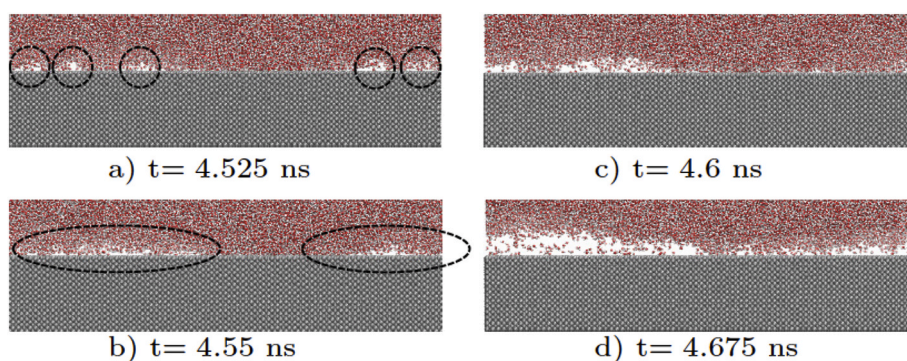 a) t= 4.525 ns
c) t= 4.6 ns
b) t= 4.55 ns
d) t= 4.675 ns